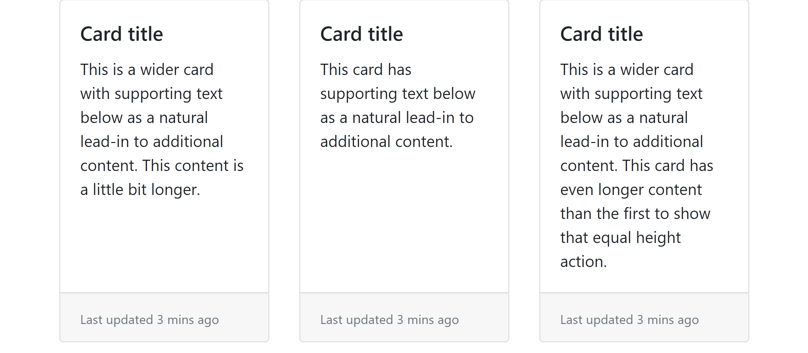 Card title
This is a wider card
with supporting text
below as a natural
lead-in to additional
content. This content is
a little bit longer.
Last updated 3 mins ago
Card title
This card has
supporting text below
as a natural lead-in to
additional content.
Last updated 3 mins ago
Card title
This is a wider card
with supporting text
below as a natural
lead-in to additional
content. This card has
even longer content
than the first to show
that equal height
action.
Last updated 3 mins ago